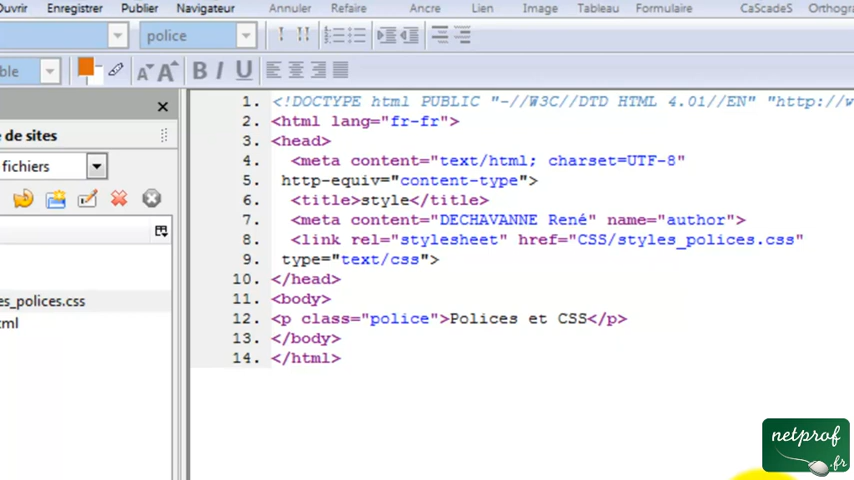 Ouvrir Enregistrer Publier Navigateur Annuler Refaire Ancre Lien Image Tableau Formulaire CaScadeS
police
B I U
de sites
fichiers
es_polices.css
ml
1. <!DOCTYPE html PUBLIC "-//W3C//DTD HTML 4.01//EN" "http://w
2. <html lang="fr-fr">
3. <head>
4. <meta content="text/html; charset=UTF-8"
5. http-equiv="content-type">
6. <title>style</title>
7. <meta content="DECHAVANNE René" name="author">
8. <link rel="stylesheet" href="CSS/styles_polices.css"
9. type="text/css">
10. </head>
11. <body>
12. <p class="police">Polices et CSS</p>
13. </body>
14. </html>
netprof
.fr